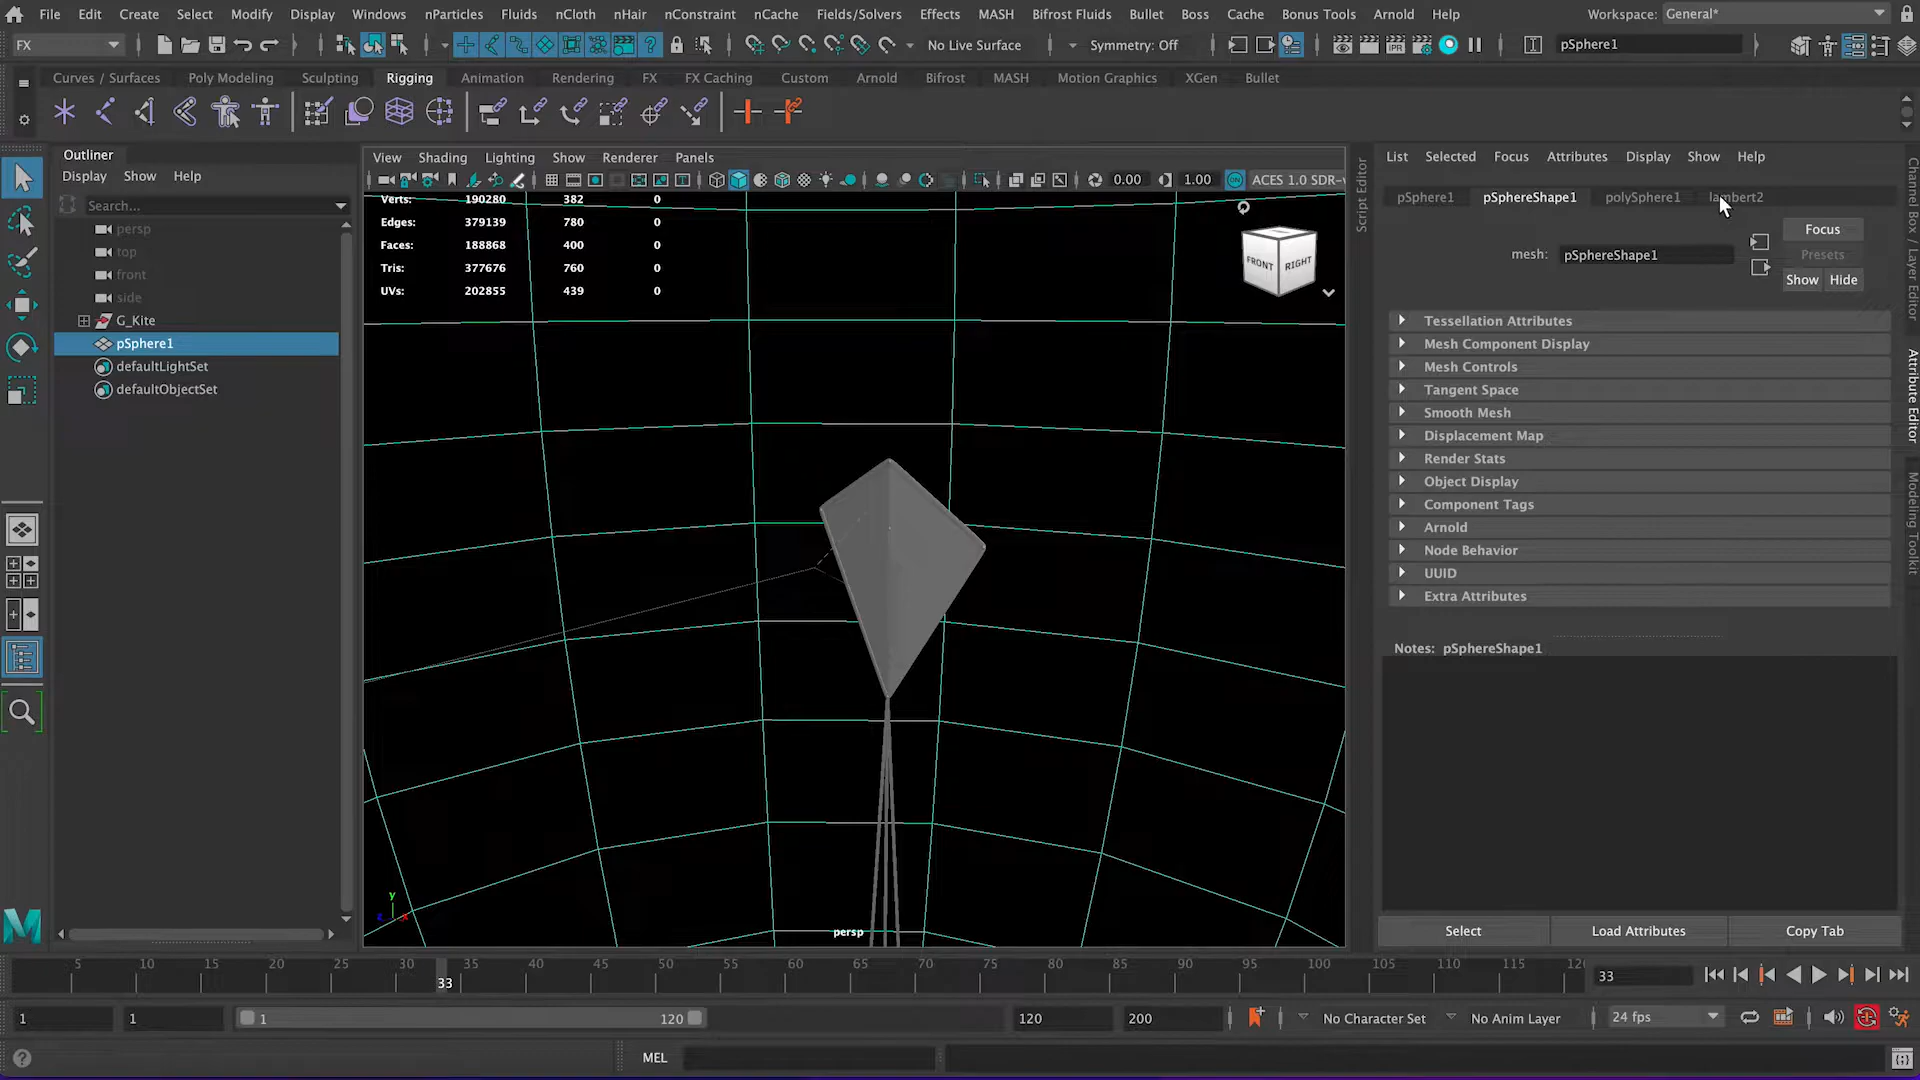 File Edit Create Select Modify Display Windows nParticles Fluids nCloth nHair nConstraint nCache Fields/Solvers Effects MASH Bifrost Fluids Bullet Boss Cache Bonus Tools Arnold Help Workspace: General*
FX No Live Surface Symmetry: Off IPR pSphere1
Curves / Surfaces Poly Modeling Sculpting Rigging Animation Rendering FX FX Caching Custom Arnold Bifrost MASH Motion Graphics XGen Bullet
Outliner
Display Show Help
Search...
persp
top
front
side
G_Kite
pSphere1
defaultLightSet
defaultObjectSet
View Shading Lighting Show Renderer Panels
0.00 1.00 ON ACES 1.0 SDR-v
Verts: 190280 382 0
Edges: 379139 780 0
Faces: 188868 400 0
Tris: 377676 760 0
UVs: 202855 439 0
FRONT RIGHT
y
z x
persp
Script Editor
List Selected Focus Attributes Display Show Help
pSphere1 pSphereShape1 polySphere1 lambert2
Focus
mesh: pSphereShape1
Presets
Show Hide
Tessellation Attributes
Mesh Component Display
Mesh Controls
Tangent Space
Smooth Mesh
Displacement Map
Render Stats
Object Display
Component Tags
Arnold
Node Behavior
UUID
Extra Attributes
Notes: pSphereShape1
Select Load Attributes Copy Tab
Channel Box / Layer Editor
Attribute Editor
Modeling Toolkit
5 10 15 20 25 30 35 40 45 50 55 60 65 70 75 80 85 90 95 100 105 110 115 12
33
33
1 1 1 120 120 200 No Character Set No Anim Layer 24 fps
MEL